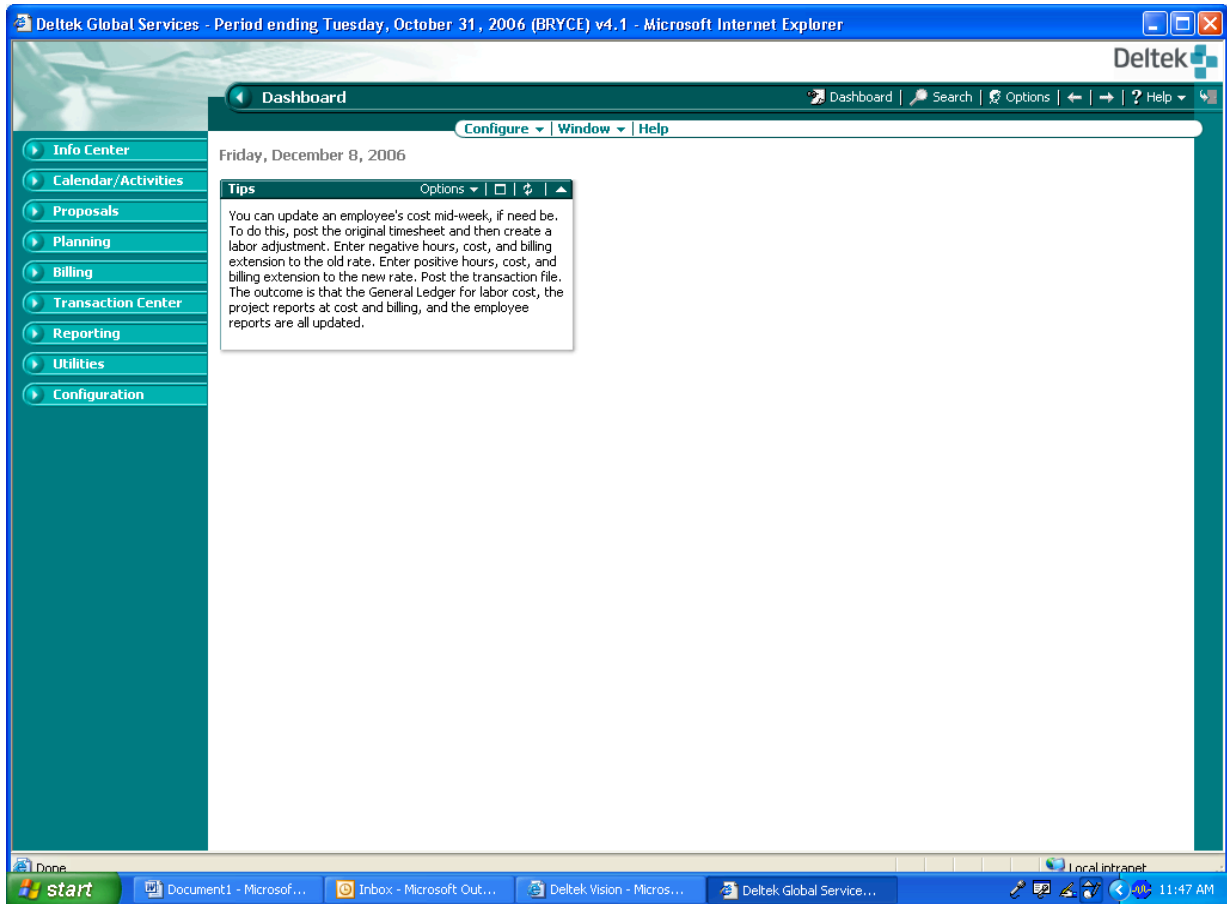 Deltek Global Services - Period ending Tuesday, October 31, 2006 (BRYCE) v4.1 - Microsoft Internet Explorer
Deltek
Dashboard
Dashboard | Search | Options | ← | → | ? Help
Configure | Window | Help
Info Center
Calendar/Activities
Proposals
Planning
Billing
Transaction Center
Reporting
Utilities
Configuration
Friday, December 8, 2006
Tips
Options
You can update an employee's cost mid-week, if need be.
To do this, post the original timesheet and then create a
labor adjustment. Enter negative hours, cost, and billing
extension to the old rate. Enter positive hours, cost, and
billing extension to the new rate. Post the transaction file.
The outcome is that the General Ledger for labor cost, the
project reports at cost and billing, and the employee
reports are all updated.
Done
Local intranet
start
Document1 - Microsof...
Inbox - Microsoft Out...
Deltek Vision - Micros...
Deltek Global Service...
11:47 AM